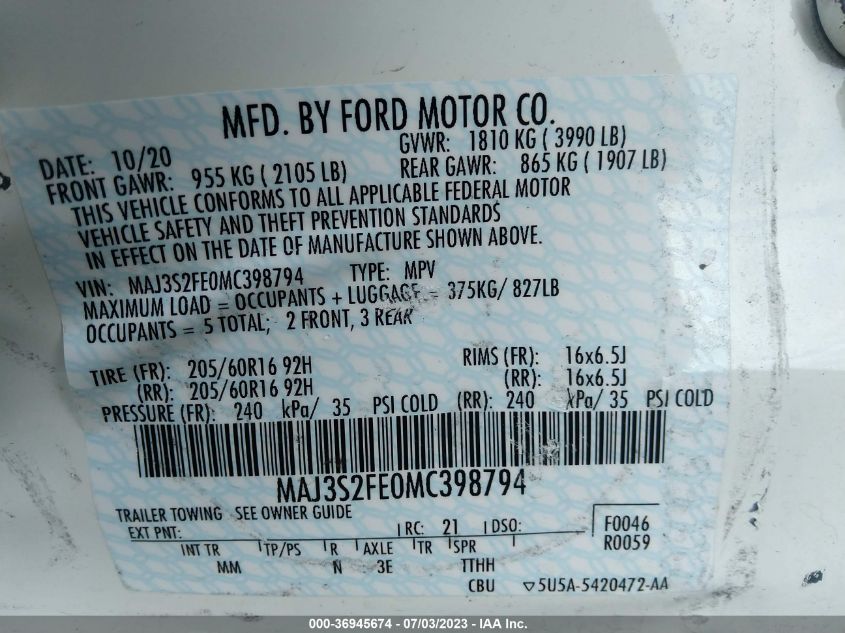 MFD. BY FORD MOTOR CO.
DATE: 10/20 GVWR: 1810 KG ( 3990 LB)
FRONT GAWR: 955 KG ( 2105 LB) REAR GAWR: 865 KG ( 1907 LB)
THIS VEHICLE CONFORMS TO ALL APPLICABLE FEDERAL MOTOR
VEHICLE SAFETY AND THEFT PREVENTION STANDARDS
IN EFFECT ON THE DATE OF MANUFACTURE SHOWN ABOVE.
VIN: MAJ3S2FE0MC398794 TYPE: MPV
MAXIMUM LOAD = OCCUPANTS + LUGGAGE = 375KG/ 827LB
OCCUPANTS = 5 TOTAL; 2 FRONT, 3 REAR
TIRE (FR): 205/60R16 92H RIMS (FR): 16x6.5J
(RR): 205/60R16 92H (RR): 16x6.5J
PRESSURE (FR): 240 kPa/ 35 PSI COLD (RR): 240 kPa/ 35 PSI COLD
MAJ3S2FE0MC398794
TRAILER TOWING SEE OWNER GUIDE
EXT PNT: RC: 21 DSO: F0046
INT TR TP/PS R AXLE TR SPR R0059
MM N 3E TTHH
CBU ▽5U5A-5420472-AA
000-36945674 - 07/03/2023 - IAA Inc.